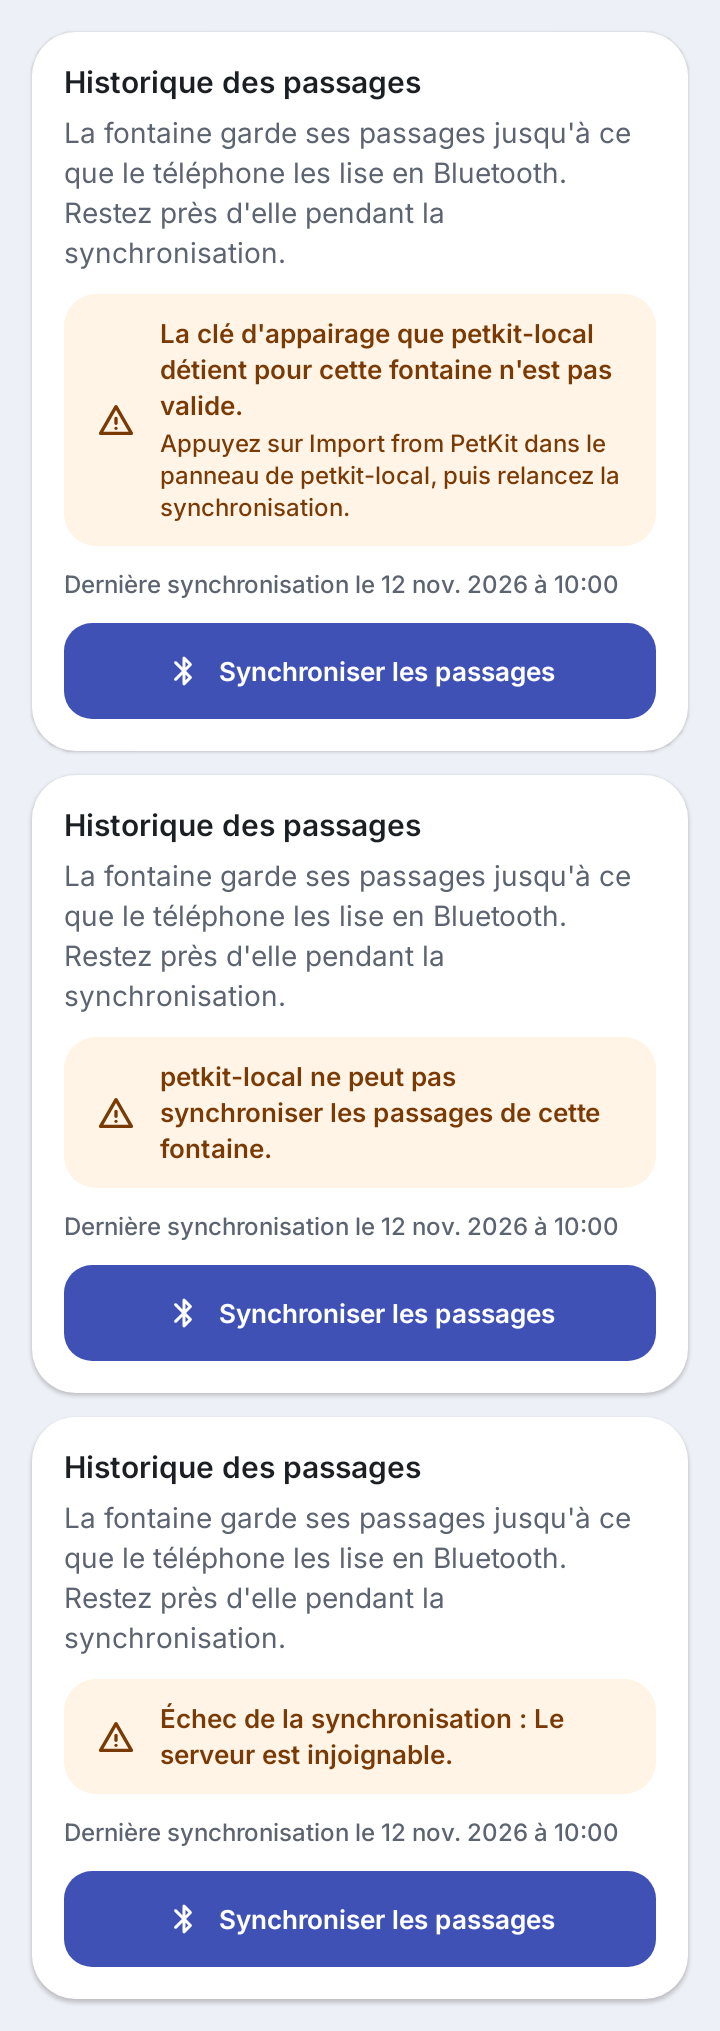 Historique des passages
La fontaine garde ses passages jusqu'à ce
que le téléphone les lise en Bluetooth.
Restez près d'elle pendant la
synchronisation.
La clé d'appairage que petkit-local
détient pour cette fontaine n'est pas
valide.
Appuyez sur Import from PetKit dans le
panneau de petkit-local, puis relancez la
synchronisation.
Dernière synchronisation le 12 nov. 2026 à 10:00
Synchroniser les passages
Historique des passages
La fontaine garde ses passages jusqu'à ce
que le téléphone les lise en Bluetooth.
Restez près d'elle pendant la
synchronisation.
petkit-local ne peut pas
synchroniser les passages de cette
fontaine.
Dernière synchronisation le 12 nov. 2026 à 10:00
Synchroniser les passages
Historique des passages
La fontaine garde ses passages jusqu'à ce
que le téléphone les lise en Bluetooth.
Restez près d'elle pendant la
synchronisation.
Échec de la synchronisation : Le
serveur est injoignable.
Dernière synchronisation le 12 nov. 2026 à 10:00
Synchroniser les passages